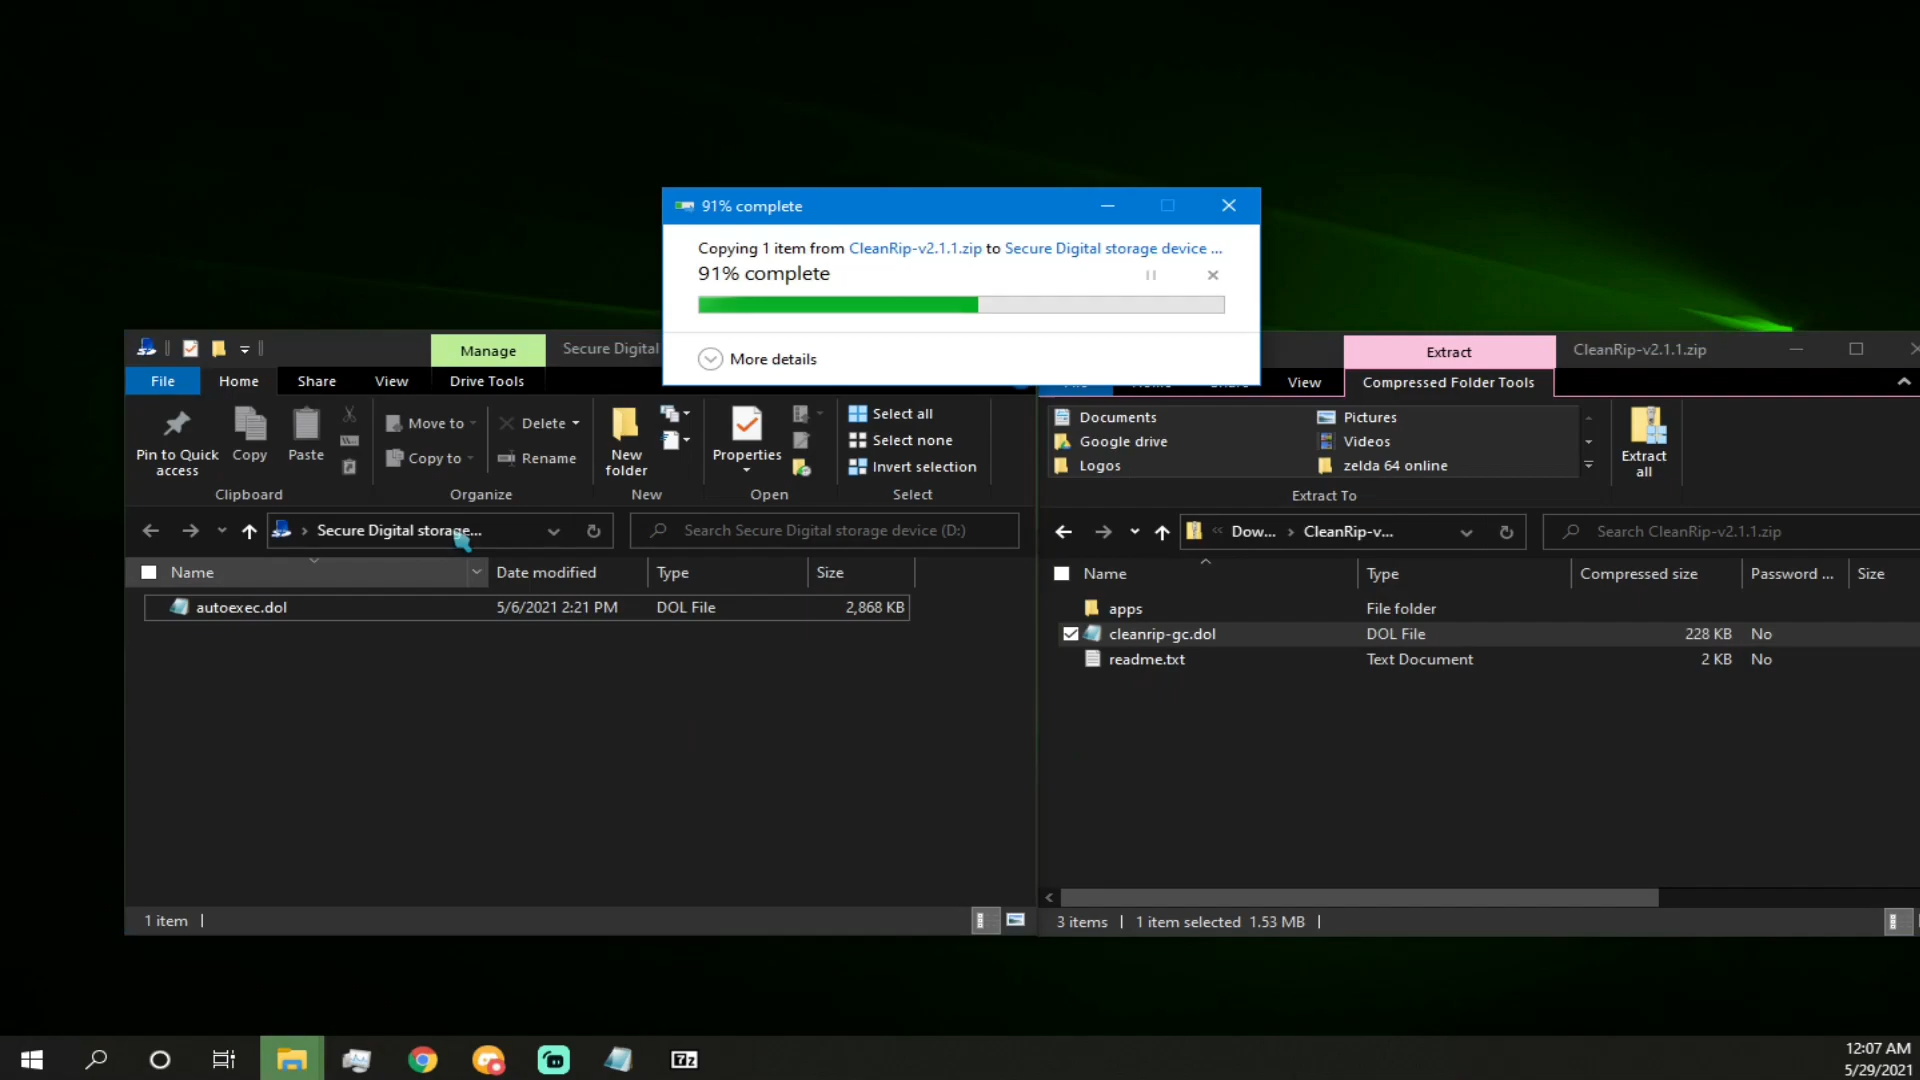 91% complete
Copying 1 item from CleanRip-v2.1.1.zip to Secure Digital storage device ...
91% complete
More details
Manage
Secure Digital
File
Home
Share
View
Drive Tools
Pin to Quick access
Copy
Paste
Clipboard
Move to
Copy to
Delete
Rename
Organize
New folder
New
Properties
Open
Select all
Select none
Invert selection
Select
Secure Digital storage...
Search Secure Digital storage device (D:)
Name
Date modified
Type
Size
autoexec.dol
5/6/2021 2:21 PM
DOL File
2,868 KB
1 item
Extract
CleanRip-v2.1.1.zip
View
Compressed Folder Tools
Documents
Pictures
Google drive
Videos
Logos
zelda 64 online
Extract To
Extract all
Dow...
CleanRip-v...
Search CleanRip-v2.1.1.zip
Name
Type
Compressed size
Password ...
Size
apps
File folder
cleanrip-gc.dol
DOL File
228 KB
No
readme.txt
Text Document
2 KB
No
3 items
1 item selected 1.53 MB
7z
12:07 AM
5/29/2021